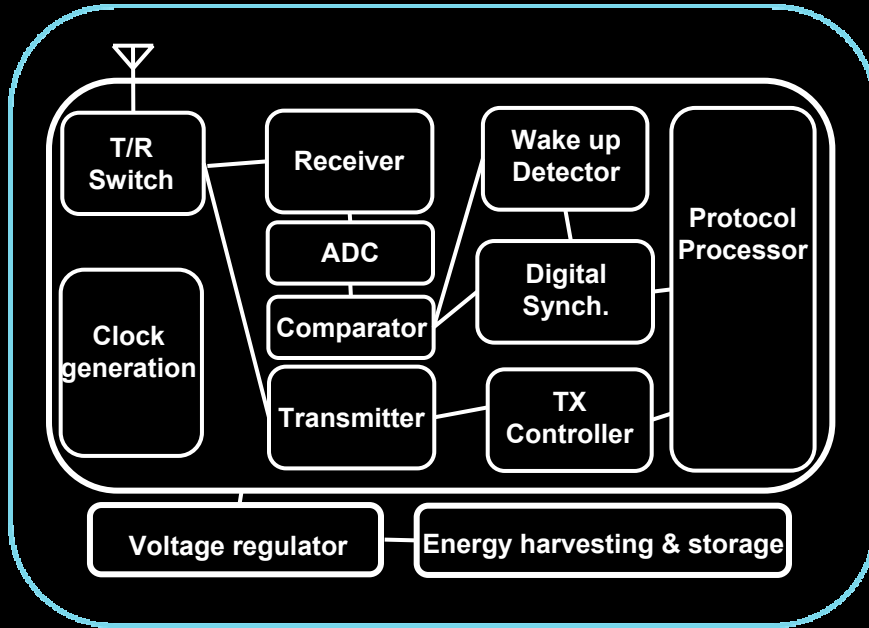 T/R
Switch
Receiver
Wake up
Detector
Protocol
Processor
ADC
Digital
Synch.
Comparator
Clock
generation
Transmitter
TX
Controller
Voltage regulator
Energy harvesting & storage